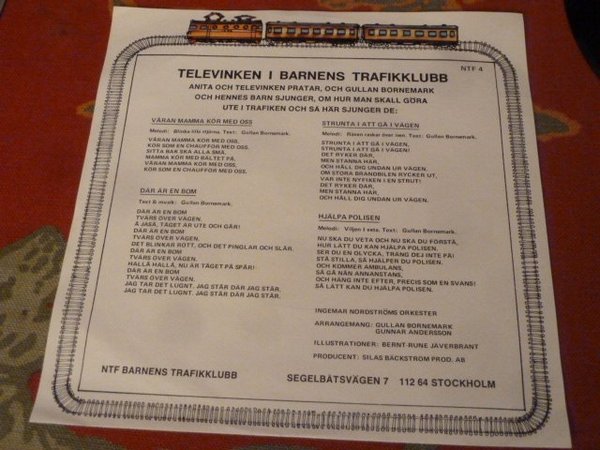 NTF 4
TELEVINKEN I BARNENS TRAFIKKLUBB
ANITA OCH TELEVINKEN PRATAR, OCH GULLAN BORNEMARK
OCH HENNES BARN SJUNGER, OM HUR MAN SKALL GÖRA
UTE I TRAFIKEN OCH SÅ HÄR SJUNGER DE:
VÅRAN MAMMA KÖR MED OSS
Melodi: Blinka lilla stjärna. Text: Gullan Bornemark.
VÅRAN MAMMA KÖR MED OSS,
KÖR SOM EN CHAUFFÖR MED OSS.
SITTA BAK SKA ALLA SMÅ.
MAMMA KÖR MED BÄLTET PÅ.
VÅRAN MAMMA KÖR MED OSS,
KÖR SOM EN CHAUFFÖR MED OSS.
DÄR ÄR EN BOM
Text & musik: Gullan Bornemark.
DÄR ÄR EN BOM
TVÄRS ÖVER VÄGEN.
Å JASÅ, TÅGET ÄR UTE OCH GÅR!
DÄR ÄR EN BOM
TVÄRS ÖVER VÄGEN.
DET BLINKAR RÖTT, OCH DET PINGLAR OCH SLÅR.
DÄR ÄR EN BOM
TVÄRS ÖVER VÄGEN.
HALLÅ HALLÅ, NU ÄR TÅGET PÅ SPÅR!
DÄR ÄR EN BOM
TVÄRS ÖVER VÄGEN.
JAG TAR DET LUGNT. JAG STÅR DÄR JAG STÅR.
JAG TAR DET LUGNT. JAG STÅR DÄR JAG STÅR.
STRUNTA I ATT GÅ I VÄGEN
Melodi: Räven raskar över isen. Text: Gullan Bornemark.
STRUNTA I ATT GÅ I VÄGEN,
STRUNTA I ATT GÅ I VÄGEN!
DET RYKER DÄR,
MEN STANNA HÄR
OCH HÅLL DIG UNDAN UR VÄGEN.
OM STORA BRANDBILEN RYCKER UT,
VAR INTE NYFIKEN I EN STRUT!
DET RYKER DÄR,
MEN STANNA HÄR
OCH HÅLL DIG UNDAN UR VÄGEN.
HJÄLPA POLISEN
Melodi: Viljen I veta. Text: Gullan Bornemark.
NU SKA DU VETA OCH NU SKA DU FÖRSTÅ,
HUR LÄTT DU KAN HJÄLPA POLISEN.
SER DU EN OLYCKA, TRÄNG DEJ INTE PÅ!
STÅ STILLA, SÅ HJÄLPER DU POLISEN.
OCH KOMMER AMBULANS,
SÅ GÅ NÅN ANNANSTANS,
OCH HÄNG INTE EFTER, PRECIS SOM EN SVANS!
SÅ LÄTT KAN DU HJÄLPA POLISEN.
INGEMAR NORDSTRÖMS ORKESTER
ARRANGEMANG: GULLAN BORNEMARK
GUNNAR ANDERSSON
ILLUSTRATIONER: BERNT-RUNE JÄVERBRANT
PRODUCENT: SILAS BÄCKSTRÖM PROD. AB
NTF BARNENS TRAFIKKLUBB SEGELBÅTSVÄGEN 7 112 64 STOCKHOLM